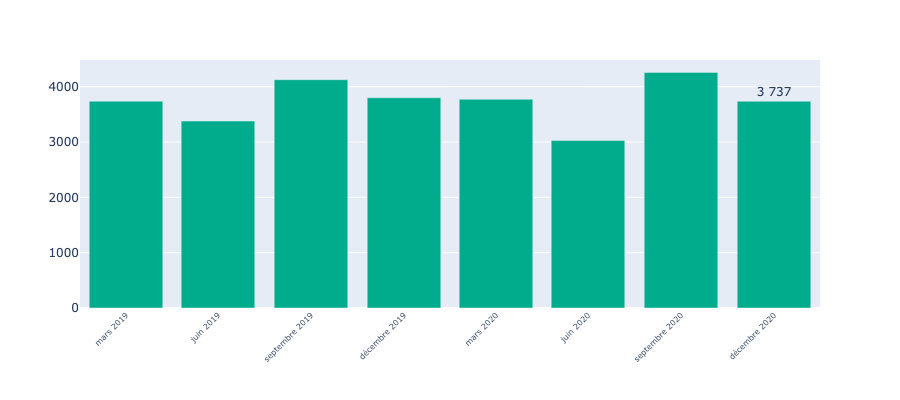 4000
3000
2000
1000
0
3 737
mars 2019
juin 2019
septembre 2019
décembre 2019
mars 2020
juin 2020
septembre 2020
décembre 2020